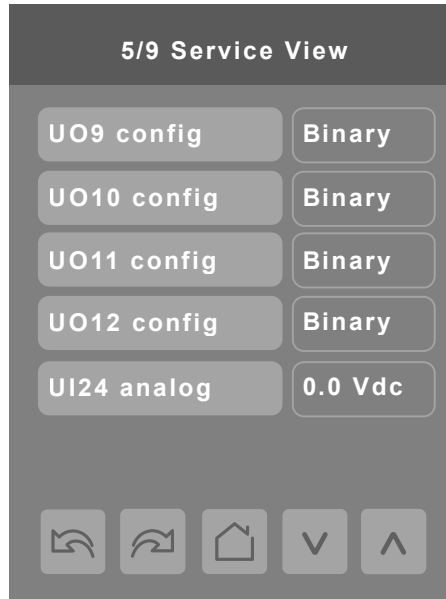 5/9 Service View
UO9 config Binary
UO10 config Binary
UO11 config Binary
UO12 config Binary
UI24 analog 0.0 Vdc